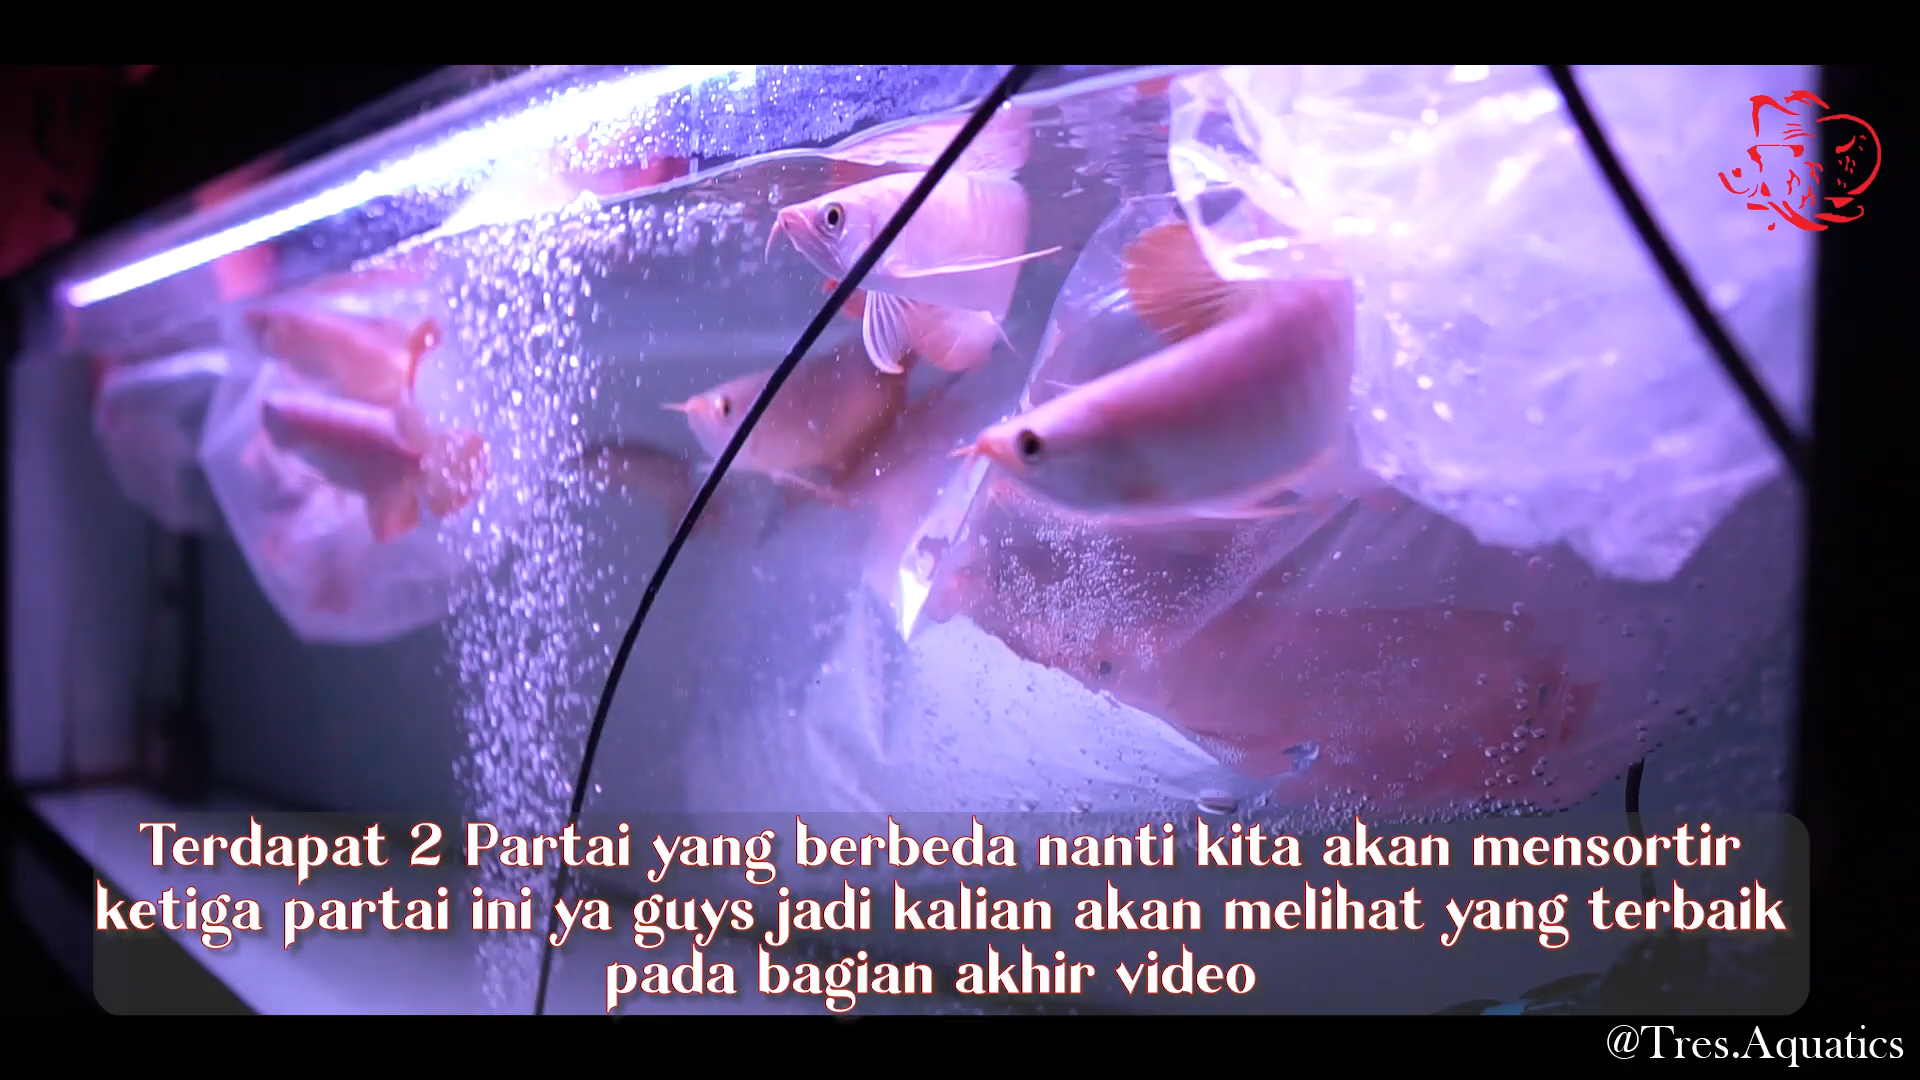 Terdapat 2 Partai yang berbeda nanti kita akan mensortir
ketiga partai ini ya guys jadi kalian akan melihat yang terbaik
pada bagian akhir video
@Tres.Aquatics